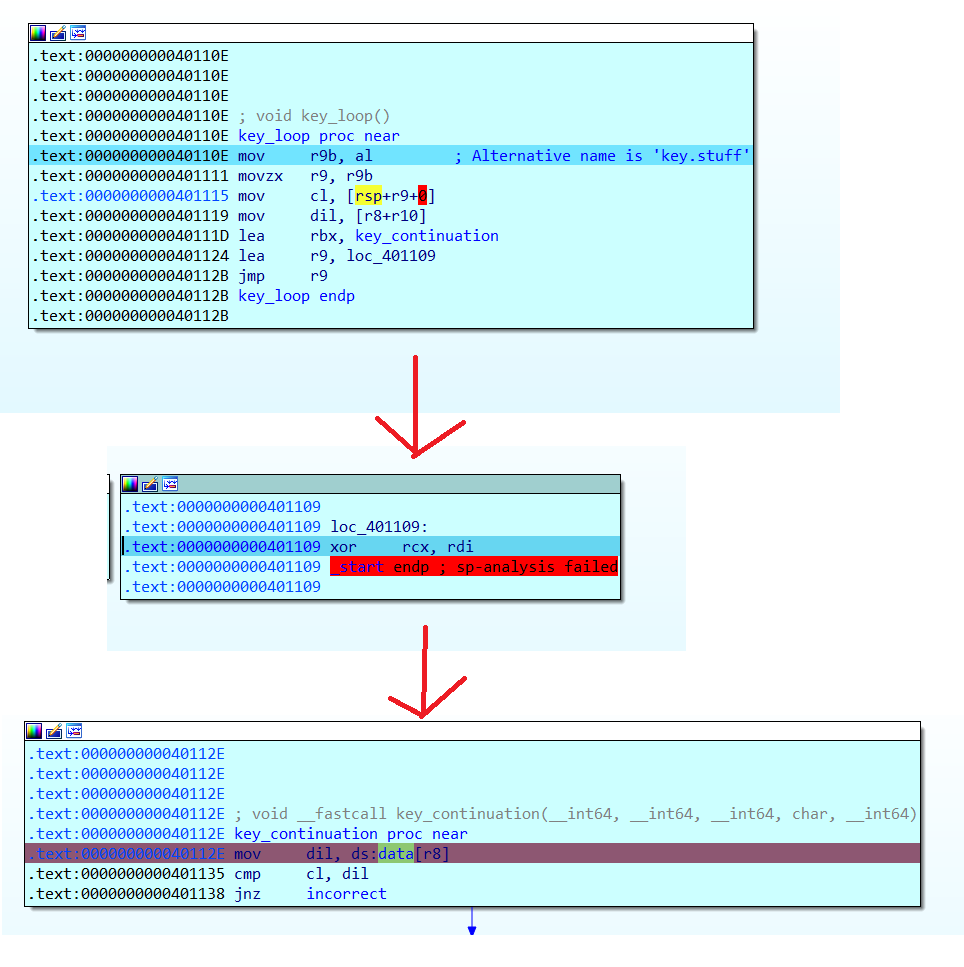 .text:000000000040110E
.text:000000000040110E
.text:000000000040110E
.text:000000000040110E ; void key_loop()
.text:000000000040110E key_loop proc near
.text:000000000040110E mov     r9b, al         ; Alternative name is 'key.stuff'
.text:0000000000401111 movzx   r9, r9b
.text:0000000000401115 mov     cl, [rsp+r9+0]
.text:0000000000401119 mov     dil, [r8+r10]
.text:000000000040111D lea     rbx, key_continuation
.text:0000000000401124 lea     r9, loc_401109
.text:000000000040112B jmp     r9
.text:000000000040112B key_loop endp
.text:000000000040112B
.text:0000000000401109
.text:0000000000401109 loc_401109:
.text:0000000000401109 xor     rcx, rdi
.text:0000000000401109 _start endp ; sp-analysis failed
.text:0000000000401109
.text:000000000040112E
.text:000000000040112E
.text:000000000040112E
.text:000000000040112E ; void __fastcall key_continuation(__int64, __int64, __int64, char, __int64)
.text:000000000040112E key_continuation proc near
.text:000000000040112E mov     dil, ds:data[r8]
.text:0000000000401135 cmp     cl, dil
.text:0000000000401138 jnz     incorrect